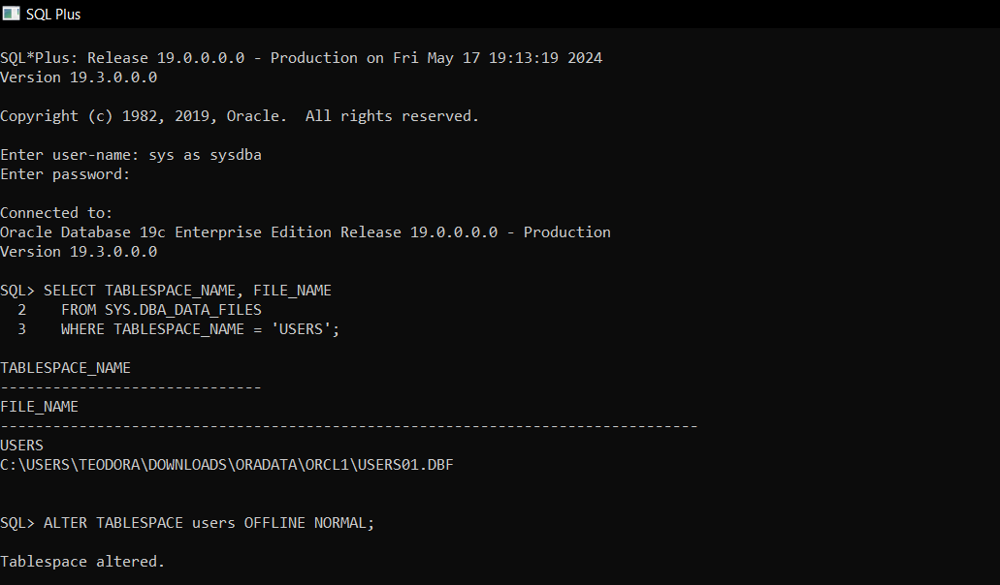 SQL Plus
SQL*Plus: Release 19.0.0.0.0 - Production on Fri May 17 19:13:19 2024
Version 19.3.0.0.0
Copyright (c) 1982, 2019, Oracle.  All rights reserved.
Enter user-name: sys as sysdba
Enter password:
Connected to:
Oracle Database 19c Enterprise Edition Release 19.0.0.0.0 - Production
Version 19.3.0.0.0
SQL> SELECT TABLESPACE_NAME, FILE_NAME
  2    FROM SYS.DBA_DATA_FILES
  3    WHERE TABLESPACE_NAME = 'USERS';
TABLESPACE_NAME
------------------------------
FILE_NAME
--------------------------------------------------------------------------------
USERS
C:\USERS\TEODORA\DOWNLOADS\ORADATA\ORCL1\USERS01.DBF
SQL> ALTER TABLESPACE users OFFLINE NORMAL;
Tablespace altered.